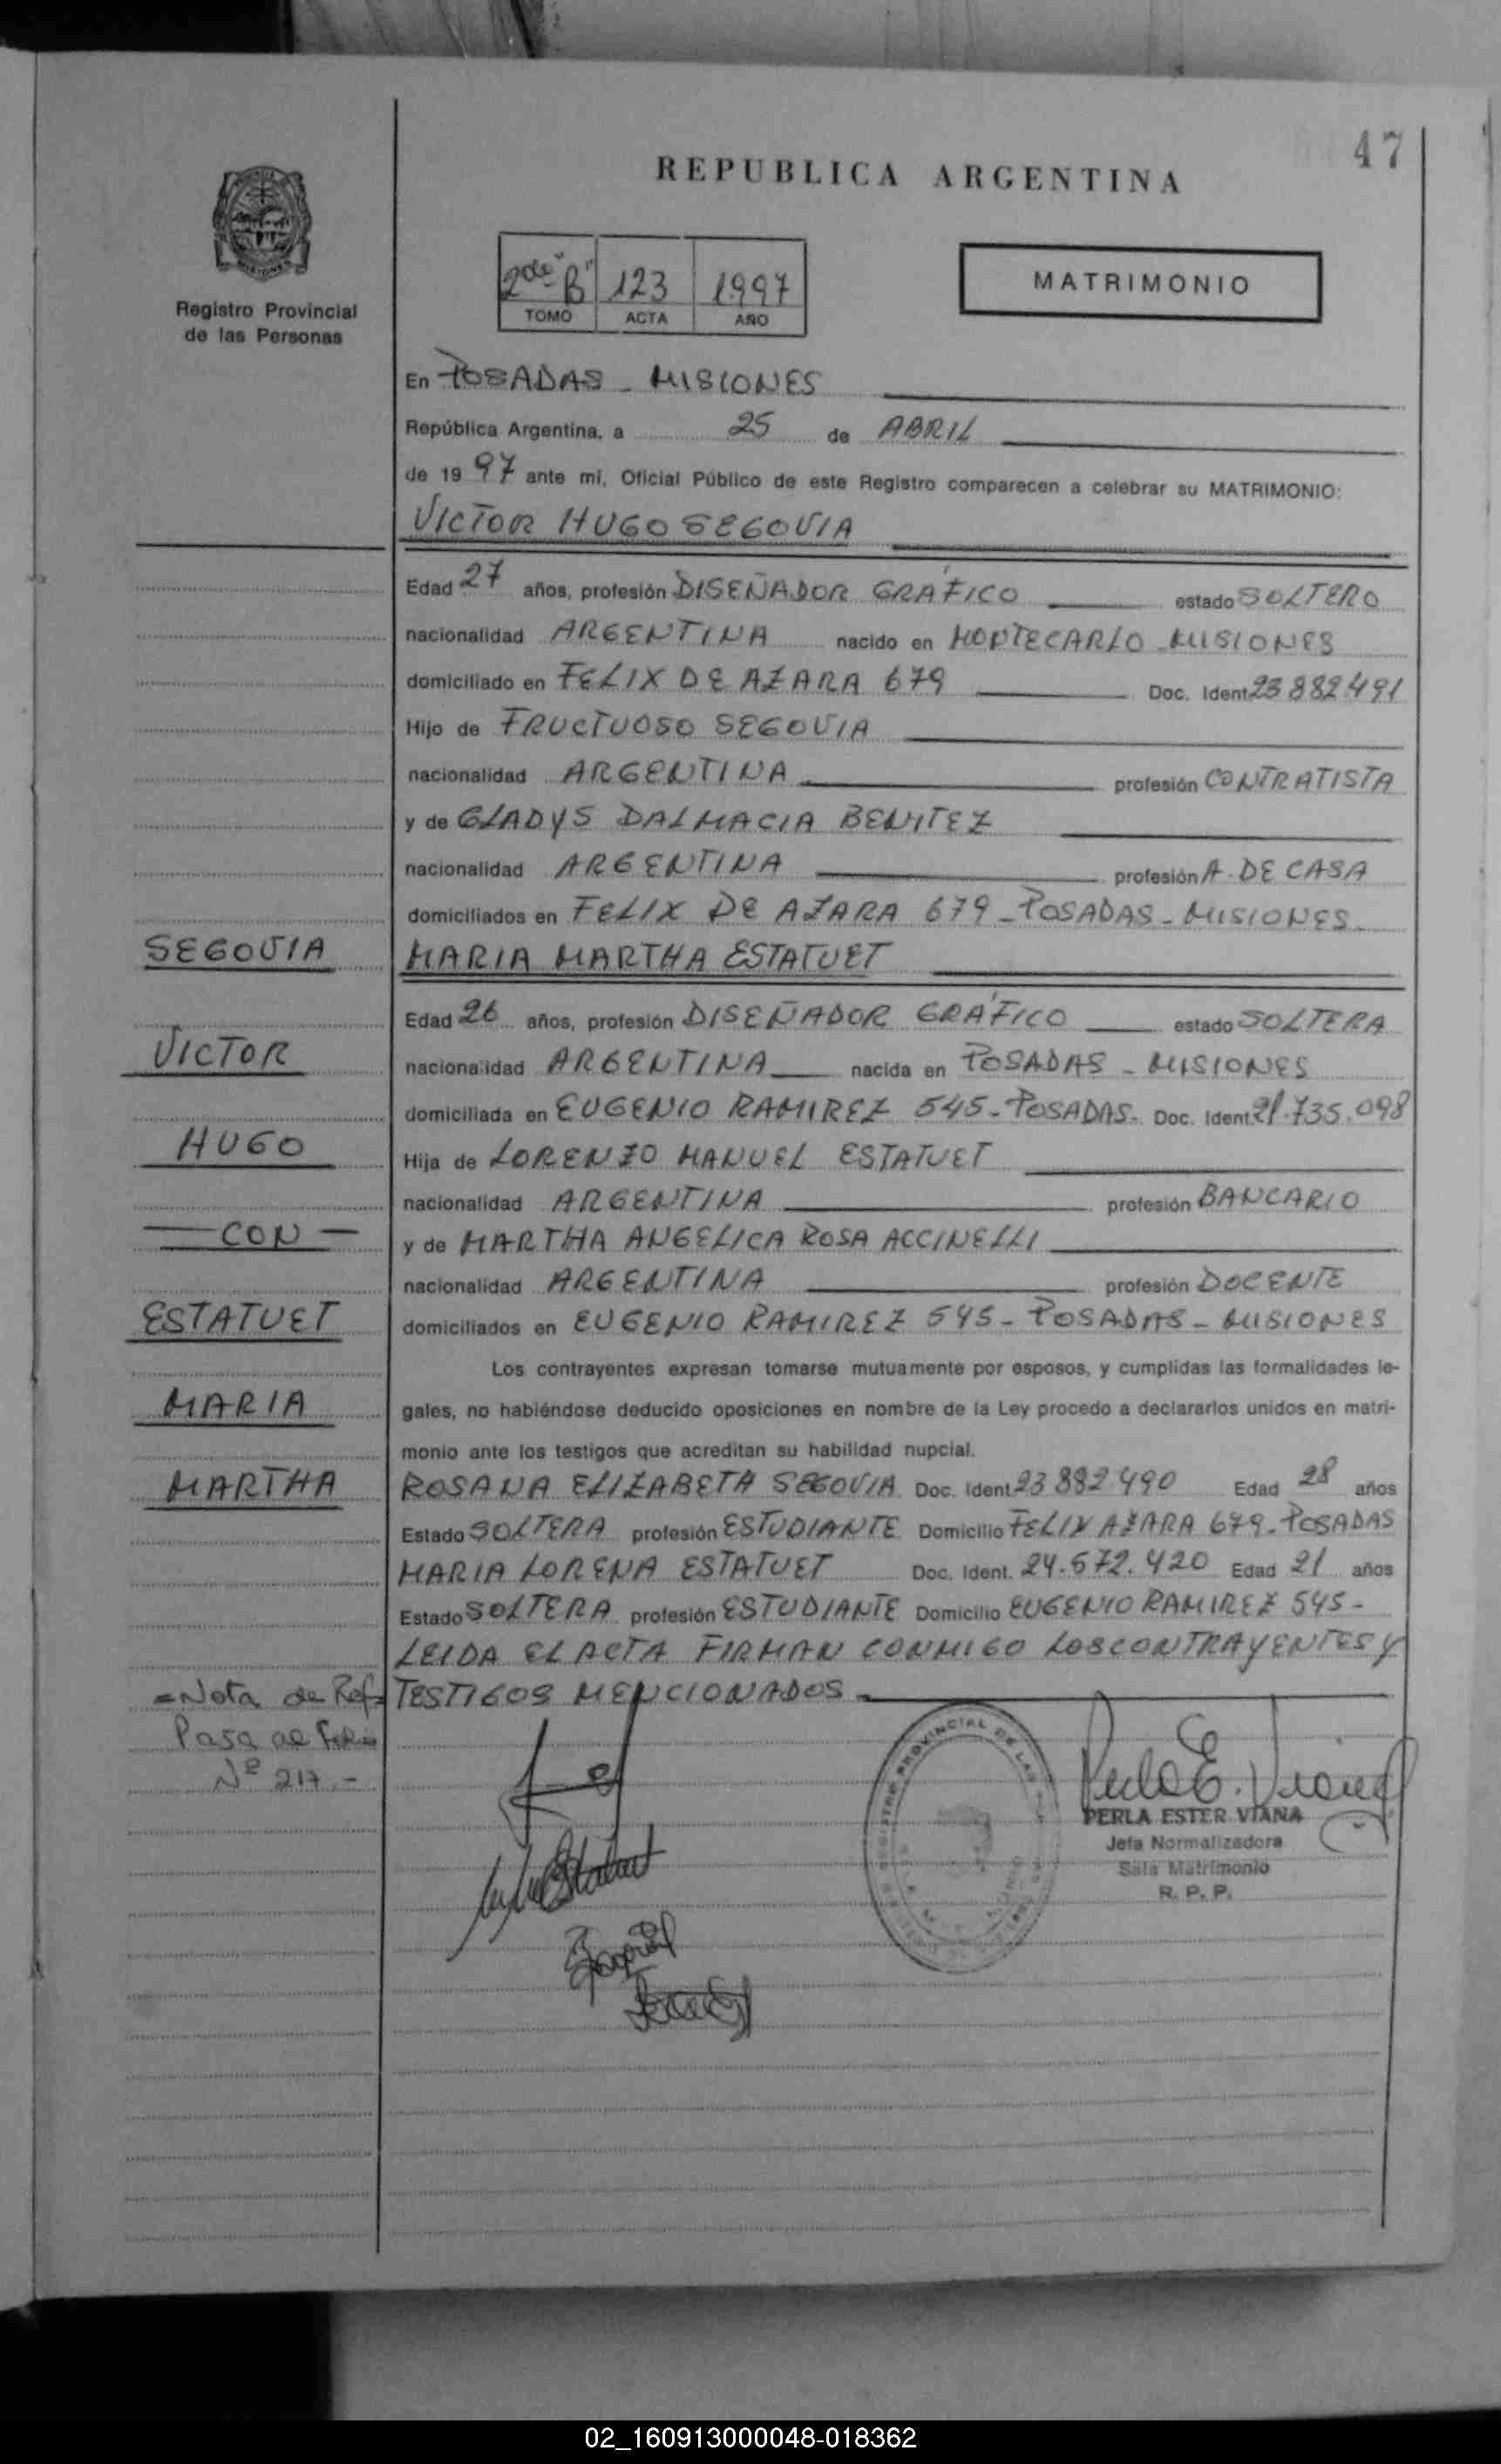 47
REPUBLICA ARGENTINA
Registro Provincial
de las Personas
2do "B" 123 1997
TOMO ACTA AÑO
MATRIMONIO
En POSADAS - MISIONES
República Argentina, a 25 de ABRIL
de 1997 ante mi, Oficial Público de este Registro comparecen a celebrar su MATRIMONIO:
VICTOR HUGO SEGOVIA
Edad 27 años, profesión DISEÑADOR GRÁFICO estado SOLTERO
nacionalidad ARGENTINA nacido en MONTECARLO - MISIONES
domiciliado en FELIX DE AZARA 679 Doc. Ident. 23 882 491
Hijo de FRUCTUOSO SEGOVIA
nacionalidad ARGENTINA profesión CONTRATISTA
y de GLADYS DALMACIA BENITEZ
nacionalidad ARGENTINA profesión A. DE CASA
domiciliados en FELIX DE AZARA 679 - POSADAS - MISIONES.
SEGOVIA
MARIA MARTHA ESTATUET
Edad 26 años, profesión DISEÑADOR GRÁFICO estado SOLTERA
VICTOR
nacionalidad ARGENTINA nacida en POSADAS - MISIONES
domiciliada en EUGENIO RAMIREZ 545 - POSADAS. Doc. Ident. 21.735.098
HUGO
Hija de LORENZO MANUEL ESTATUET
nacionalidad ARGENTINA profesión BANCARIO
— CON —
y de MARTHA ANGELICA ROSA ACCINELLI
nacionalidad ARGENTINA profesión DOCENTE
ESTATUET
domiciliados en EUGENIO RAMIREZ 545 - POSADAS - MISIONES
Los contrayentes expresan tomarse mutuamente por esposos, y cumplidas las formalidades le-
MARIA
gales, no habiéndose deducido oposiciones en nombre de la Ley procedo a declararlos unidos en matri-
monio ante los testigos que acreditan su habilidad nupcial.
MARTHA
ROSANA ELIZABETH SEGOVIA Doc. Ident. 23 882 490 Edad 28 años
Estado SOLTERA profesión ESTUDIANTE Domicilio FELIX AZARA 679 - POSADAS
MARIA LORENA ESTATUET Doc. Ident. 24.572.420 Edad 21 años
Estado SOLTERA profesión ESTUDIANTE Domicilio EUGENIO RAMIREZ 545 -
LEIDA EL ACTA FIRMAN CONMIGO LOS CONTRAYENTES Y
TESTIGOS MENCIONADOS
= Nota de Ref =
Pasa al Folio
Nº 217 -
PERLA ESTER VIANA
Jefa Normalizadora
Sala Matrimonio
R. P. P.
02_160913000048-018362